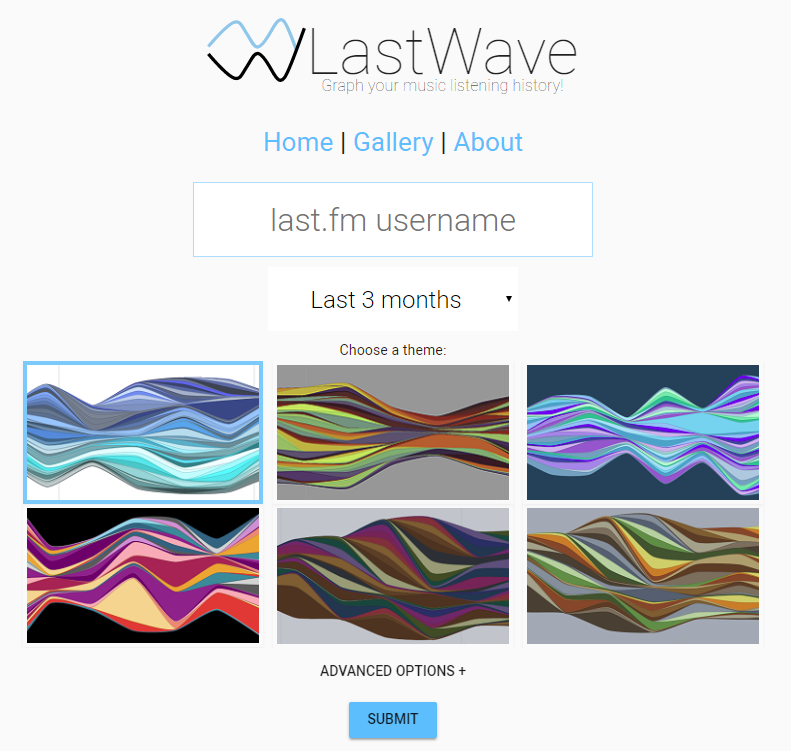 LastWave
Graph your music listening history!
Home | Gallery | About
last.fm username
Last 3 months
Choose a theme:
ADVANCED OPTIONS +
SUBMIT